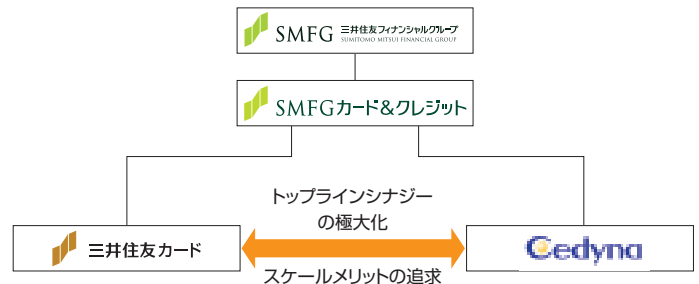 SMFG 三井住友フィナンシャルグループ
SUMITOMO MITSUI FINANCIAL GROUP
SMFGカード&クレジット
トップラインシナジー
の極大化
三井住友カード
Cedyna
スケールメリットの追求